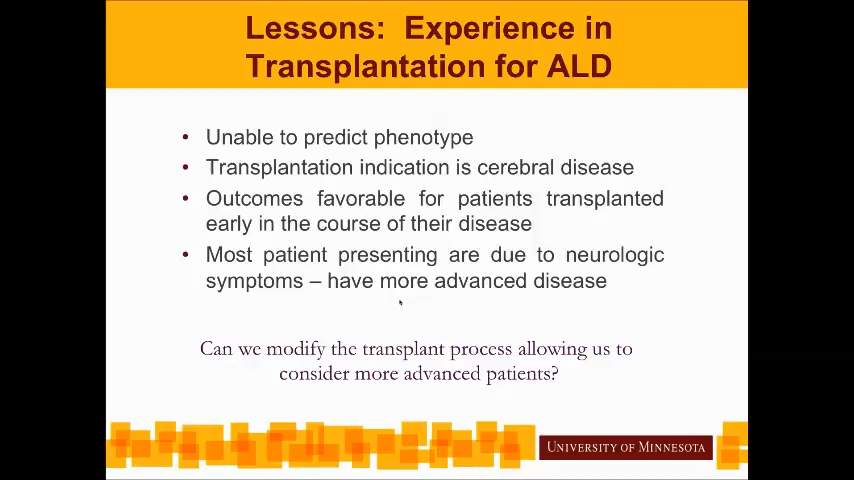 Lessons: Experience in
Transplantation for ALD
• Unable to predict phenotype
• Transplantation indication is cerebral disease
• Outcomes favorable for patients transplanted
early in the course of their disease
• Most patient presenting are due to neurologic
symptoms – have more advanced disease
Can we modify the transplant process allowing us to
consider more advanced patients?
UNIVERSITY OF MINNESOTA